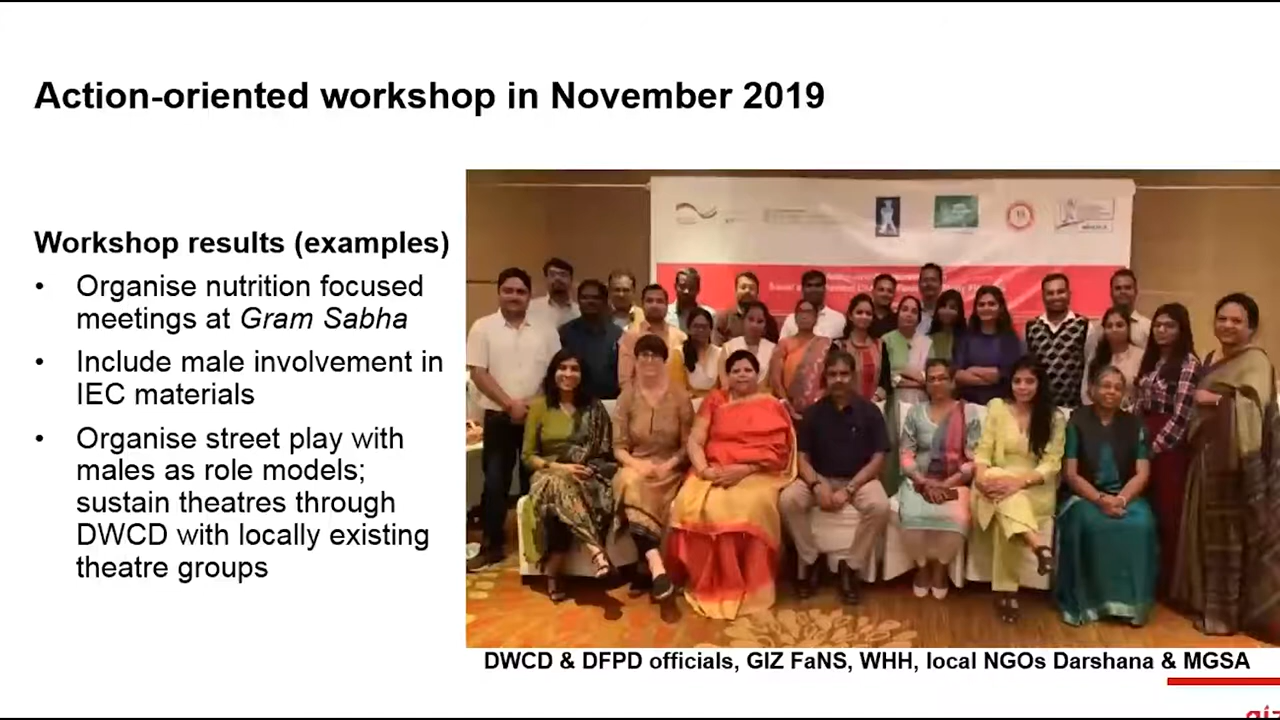 Action-oriented workshop in November 2019
Workshop results (examples)
• Organise nutrition focused
meetings at Gram Sabha
• Include male involvement in
IEC materials
• Organise street play with
males as role models;
sustain theatres through
DWCD with locally existing
theatre groups
DWCD & DFPD officials, GIZ FaNS, WHH, local NGOs Darshana & MGSA